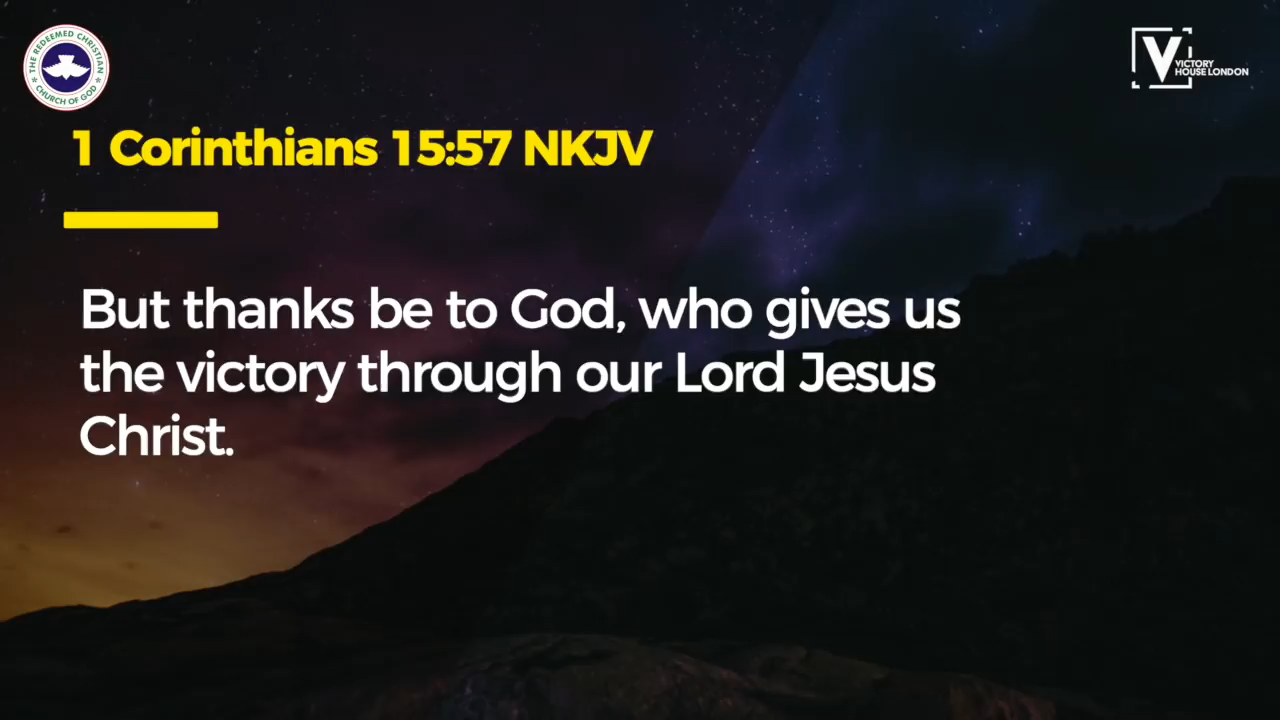 THE REDEEMED CHRISTIAN
CHURCH OF GOD
V
VICTORY
HOUSE LONDON
1 Corinthians 15:57 NKJV
But thanks be to God, who gives us
the victory through our Lord Jesus
Christ.